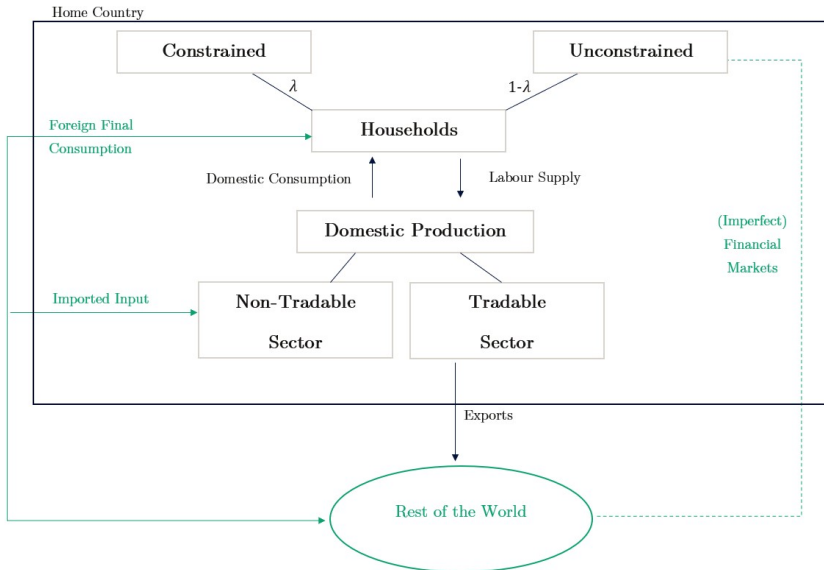 Home Country
Constrained
Unconstrained
λ
1-λ
Foreign Final
Consumption
Households
Domestic Consumption
Labour Supply
Domestic Production
(Imperfect)
Financial
Markets
Imported Input
Non-Tradable
Sector
Tradable
Sector
Exports
Rest of the World